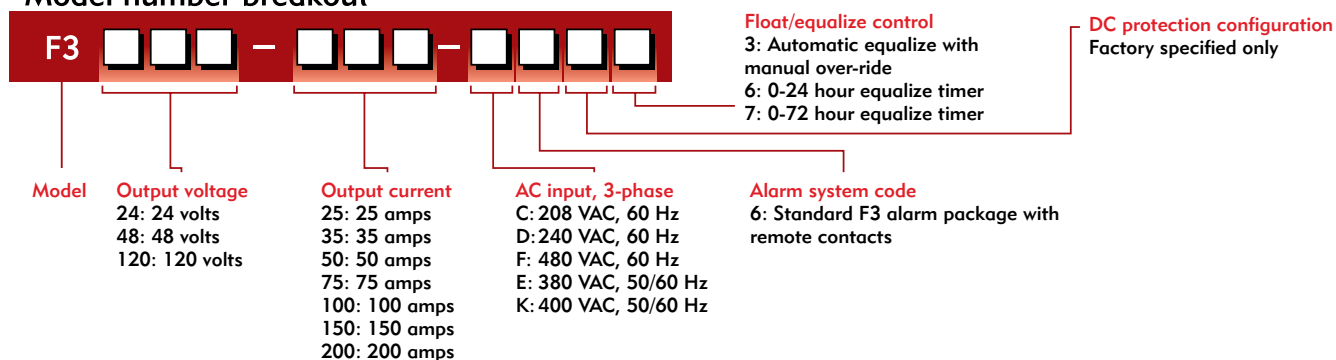 Model number breakout
F3 – –
Float/equalize control
3: Automatic equalize with
manual over-ride
6: 0-24 hour equalize timer
7: 0-72 hour equalize timer
DC protection configuration
Factory specified only
Model
Output voltage
24: 24 volts
48: 48 volts
120: 120 volts
Output current
25: 25 amps
35: 35 amps
50: 50 amps
75: 75 amps
100: 100 amps
150: 150 amps
200: 200 amps
AC input, 3-phase
C: 208 VAC, 60 Hz
D: 240 VAC, 60 Hz
F: 480 VAC, 60 Hz
E: 380 VAC, 50/60 Hz
K: 400 VAC, 50/60 Hz
Alarm system code
6: Standard F3 alarm package with
remote contacts